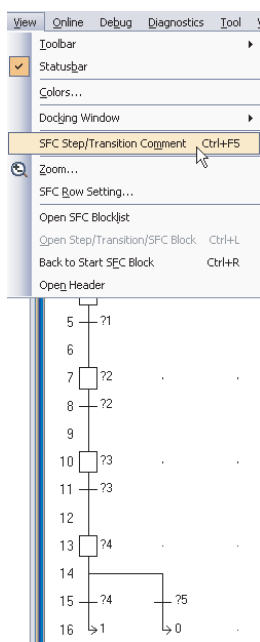 View Online Debug Diagnostics Tool
Toolbar
Statusbar
Colors...
Docking Window
SFC Step/Transition Comment Ctrl+F5
Zoom...
SFC Row Setting...
Open SFC Blocklist
Open Step/Transition/SFC Block Ctrl+L
Back to Start SFC Block Ctrl+R
Open Header
5 ?1
6
7 ?2
8 ?2
9
10 ?3
11 ?3
12
13 ?4
14
15 ?4 ?5
16 1 0